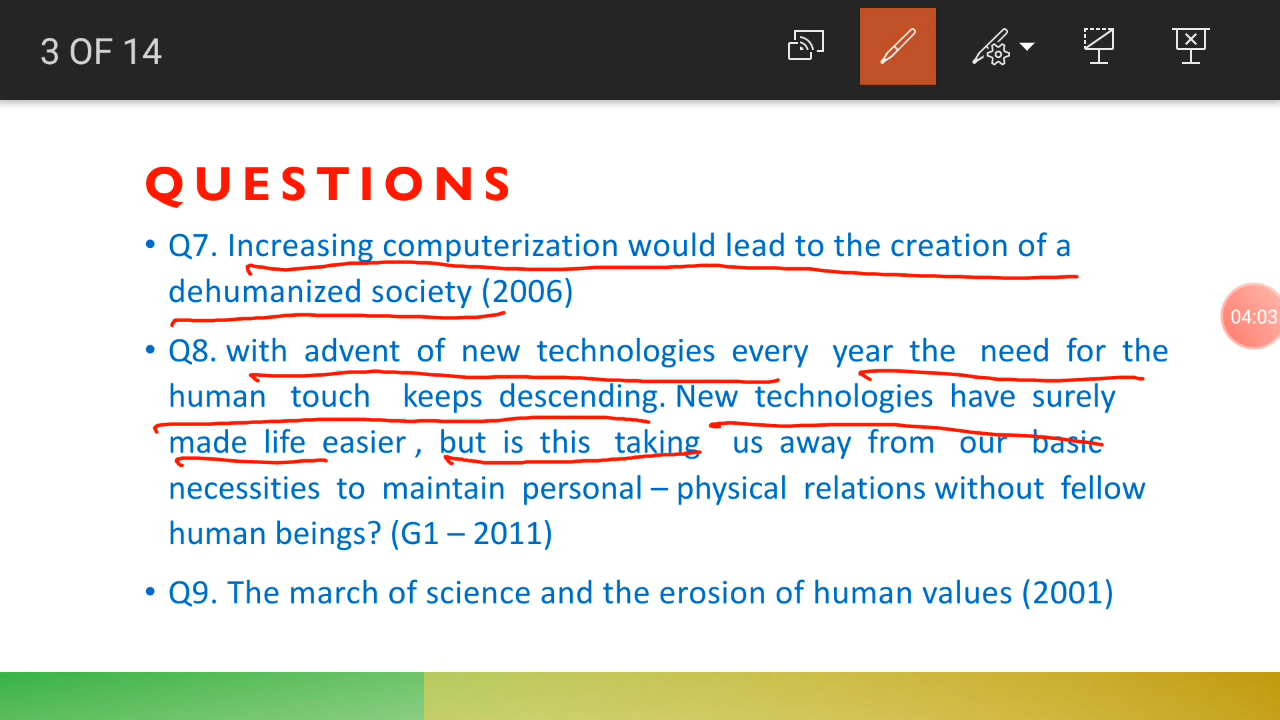 3 OF 14
QUESTIONS
• Q7. Increasing computerization would lead to the creation of a
dehumanized society (2006)
04:03
• Q8. with advent of new technologies every year the need for the
human touch keeps descending. New technologies have surely
made life easier , but is this taking us away from our basic
necessities to maintain personal – physical relations without fellow
human beings? (G1 – 2011)
• Q9. The march of science and the erosion of human values (2001)